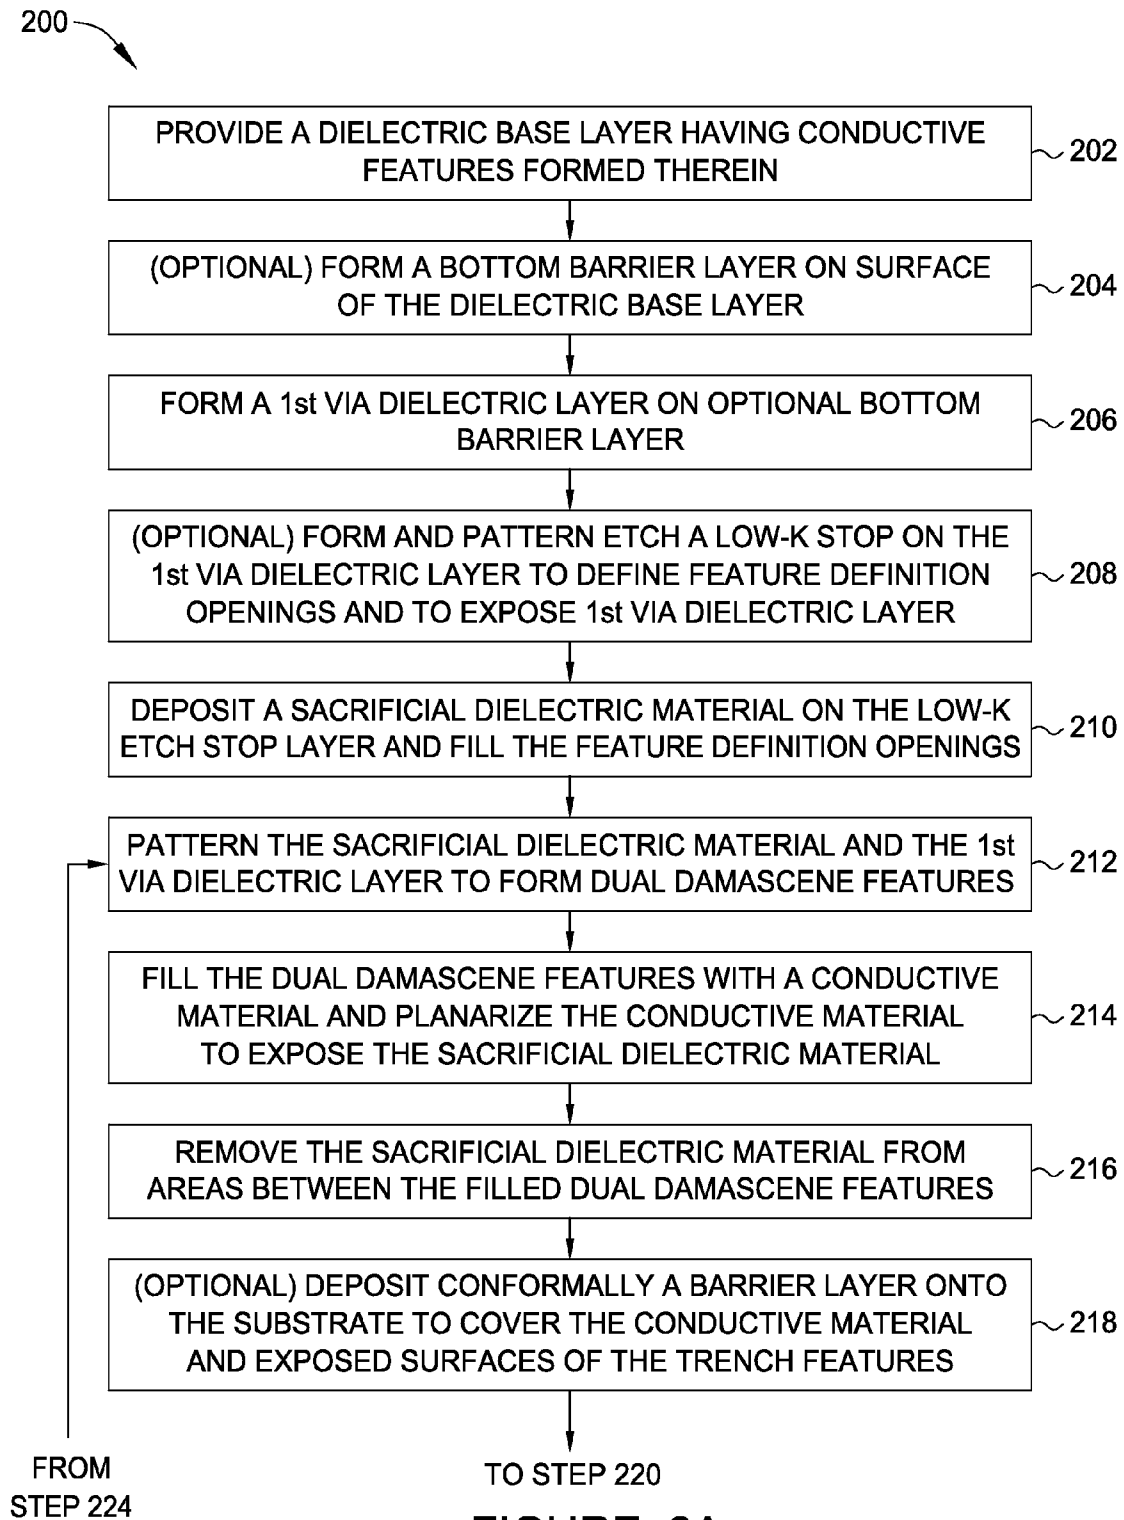 200
PROVIDE A DIELECTRIC BASE LAYER HAVING CONDUCTIVE
FEATURES FORMED THEREIN
202
(OPTIONAL) FORM A BOTTOM BARRIER LAYER ON SURFACE
OF THE DIELECTRIC BASE LAYER
204
FORM A 1st VIA DIELECTRIC LAYER ON OPTIONAL BOTTOM
BARRIER LAYER
206
(OPTIONAL) FORM AND PATTERN ETCH A LOW-K STOP ON THE
1st VIA DIELECTRIC LAYER TO DEFINE FEATURE DEFINITION
OPENINGS AND TO EXPOSE 1st VIA DIELECTRIC LAYER
208
DEPOSIT A SACRIFICIAL DIELECTRIC MATERIAL ON THE LOW-K
ETCH STOP LAYER AND FILL THE FEATURE DEFINITION OPENINGS
210
PATTERN THE SACRIFICIAL DIELECTRIC MATERIAL AND THE 1st
VIA DIELECTRIC LAYER TO FORM DUAL DAMASCENE FEATURES
212
FILL THE DUAL DAMASCENE FEATURES WITH A CONDUCTIVE
MATERIAL AND PLANARIZE THE CONDUCTIVE MATERIAL
TO EXPOSE THE SACRIFICIAL DIELECTRIC MATERIAL
214
REMOVE THE SACRIFICIAL DIELECTRIC MATERIAL FROM
AREAS BETWEEN THE FILLED DUAL DAMASCENE FEATURES
216
(OPTIONAL) DEPOSIT CONFORMALLY A BARRIER LAYER ONTO
THE SUBSTRATE TO COVER THE CONDUCTIVE MATERIAL
AND EXPOSED SURFACES OF THE TRENCH FEATURES
218
FROM
STEP 224
TO STEP 220